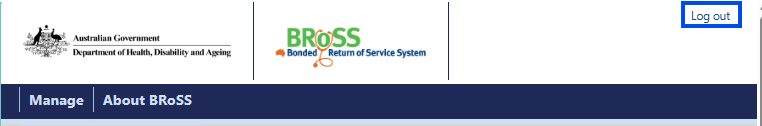 Log out
Australian Government
Department of Health, Disability and Ageing
BRoSS
Bonded Return of Service System
Manage
About BRoSS